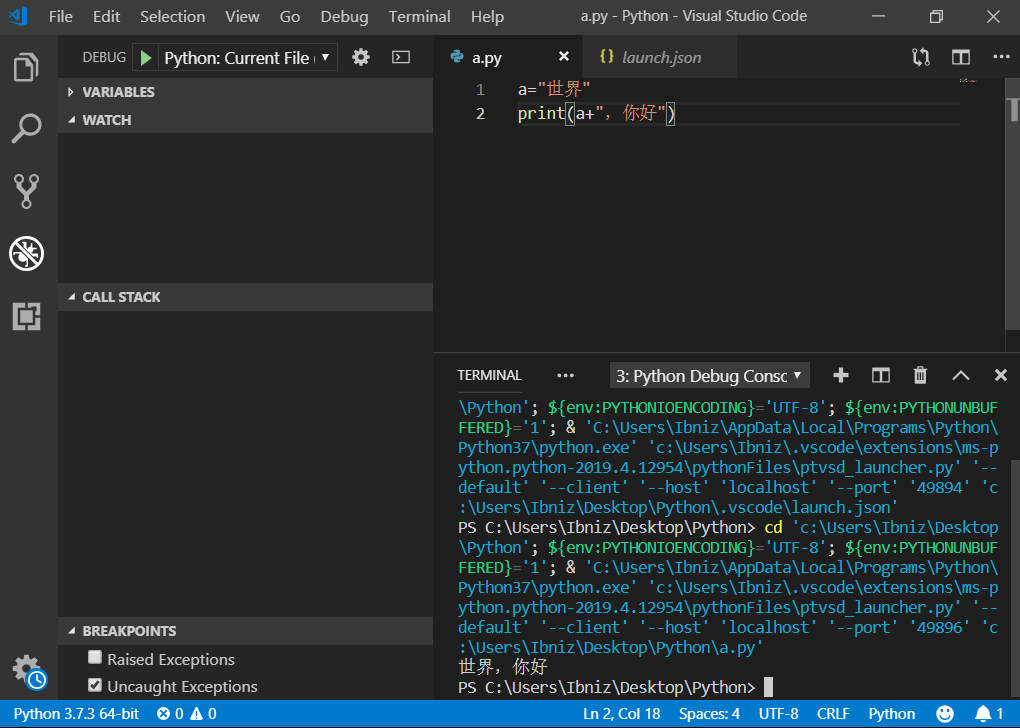 File Edit Selection View Go Debug Terminal Help a.py - Python - Visual Studio Code
DEBUG Python: Current File (
VARIABLES
WATCH
CALL STACK
BREAKPOINTS
Raised Exceptions
Uncaught Exceptions
a.py launch.json
1 a="世界"
2 print(a+"，你好")
TERMINAL 3: Python Debug Consc
\Python'; ${env:PYTHONIOENCODING}='UTF-8'; ${env:PYTHONUNBUF
FERED}='1'; & 'C:\Users\Ibniz\AppData\Local\Programs\Python\
Python37\python.exe' 'c:\Users\Ibniz\.vscode\extensions\ms-p
ython.python-2019.4.12954\pythonFiles\ptvsd_launcher.py' '--
default' '--client' '--host' 'localhost' '--port' '49894' 'c
:\Users\Ibniz\Desktop\Python\.vscode\launch.json'
PS C:\Users\Ibniz\Desktop\Python> cd 'c:\Users\Ibniz\Desktop
\Python'; ${env:PYTHONIOENCODING}='UTF-8'; ${env:PYTHONUNBUF
FERED}='1'; & 'C:\Users\Ibniz\AppData\Local\Programs\Python\
Python37\python.exe' 'c:\Users\Ibniz\.vscode\extensions\ms-p
ython.python-2019.4.12954\pythonFiles\ptvsd_launcher.py' '--
default' '--client' '--host' 'localhost' '--port' '49896' 'c
:\Users\Ibniz\Desktop\Python\a.py'
世界，你好
PS C:\Users\Ibniz\Desktop\Python>
Python 3.7.3 64-bit 0 0 Ln 2, Col 18 Spaces: 4 UTF-8 CRLF Python 1